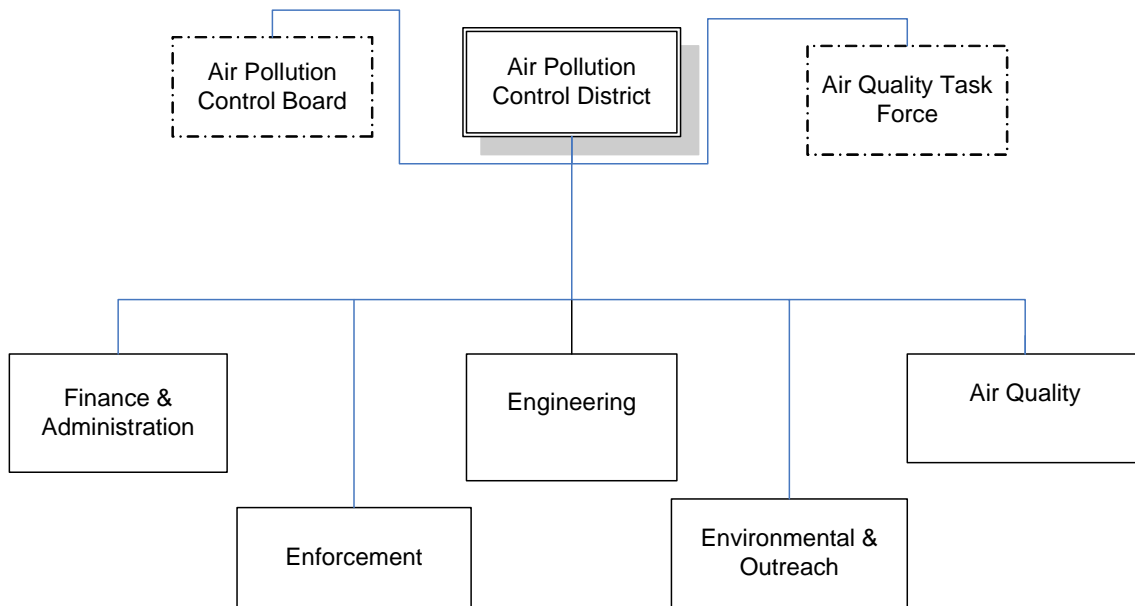 Air Pollution
Control Board
Air Pollution
Control District
Air Quality Task
Force
Finance &
Administration
Engineering
Air Quality
Enforcement
Environmental &
Outreach